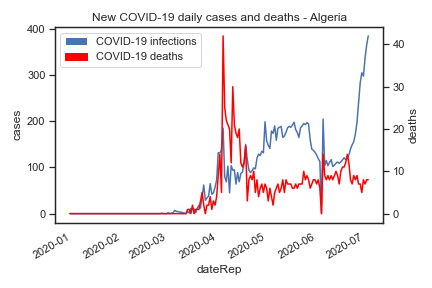 New COVID-19 daily cases and deaths - Algeria
COVID-19 infections
COVID-19 deaths
400
300
200
100
0
cases
40
30
20
10
0
deaths
2020-01
2020-02
2020-03
2020-04
2020-05
2020-06
2020-07
dateRep